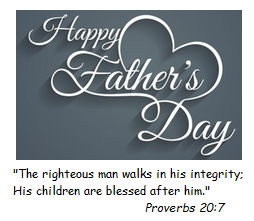 Happy
Father's
Day
"The righteous man walks in his integrity;
His children are blessed after him."
Proverbs 20:7